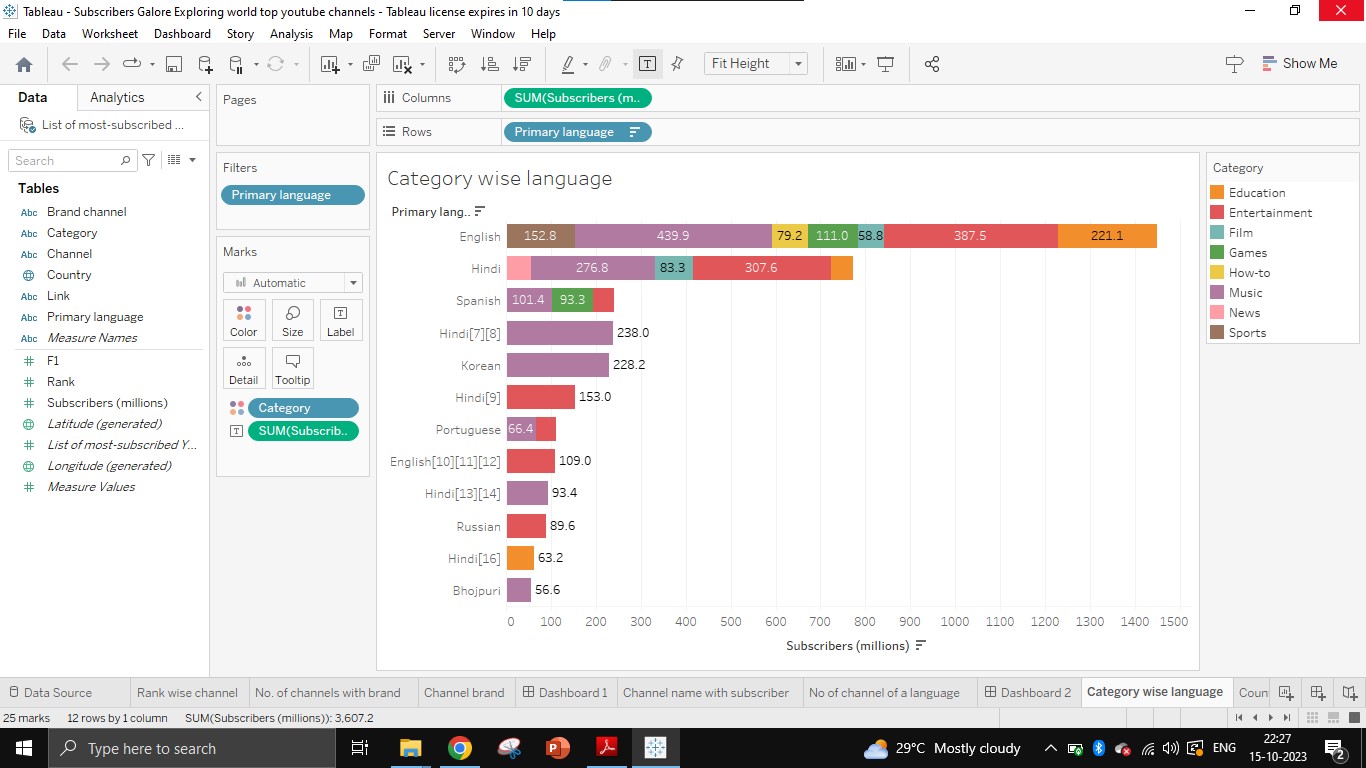 Tableau - Subscribers Galore Exploring world top youtube channels - Tableau license expires in 10 days
File Data Worksheet Dashboard Story Analysis Map Format Server Window Help
Fit Height
Show Me
Data Analytics
List of most-subscribed ...
Search
Tables
Abc Brand channel
Abc Category
Abc Channel
Country
Abc Link
Abc Primary language
Abc Measure Names
F1
Rank
Subscribers (millions)
Latitude (generated)
List of most-subscribed Y...
Longitude (generated)
Measure Values
Pages
Filters
Primary language
Marks
Automatic
Color Size Label
Detail Tooltip
Category
SUM(Subscrib..
Columns SUM(Subscribers (m..
Rows Primary language
Category wise language
Primary lang..
English 152.8 439.9 79.2 111.0 58.8 387.5 221.1
Hindi 276.8 83.3 307.6
Spanish 101.4 93.3
Hindi[7][8] 238.0
Korean 228.2
Hindi[9] 153.0
Portuguese 66.4
English[10][11][12] 109.0
Hindi[13][14] 93.4
Russian 89.6
Hindi[16] 63.2
Bhojpuri 56.6
0 100 200 300 400 500 600 700 800 900 1000 1100 1200 1300 1400 1500
Subscribers (millions)
Category
Education
Entertainment
Film
Games
How-to
Music
News
Sports
Data Source Rank wise channel No. of channels with brand Channel brand Dashboard 1 Channel name with subscriber No of channel of a language Dashboard 2 Category wise language Coun
25 marks 12 rows by 1 column SUM(Subscribers (millions)): 3,607.2
Type here to search
29°C Mostly cloudy
ENG
22:27
15-10-2023
2